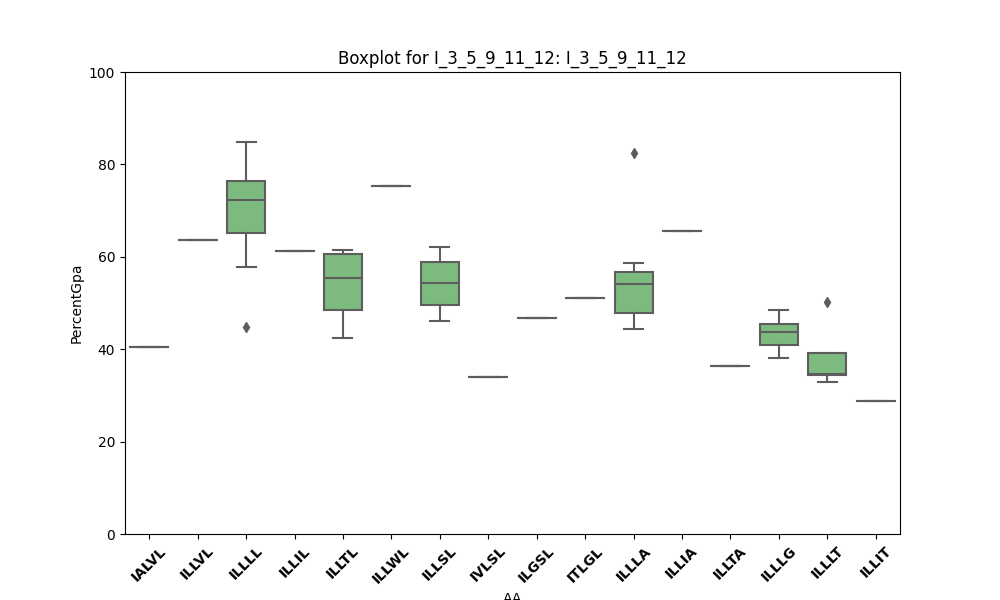 Boxplot for I_3_5_9_11_12: I_3_5_9_11_12
100
80
60
40
20
0
PercentGpa
IALVL
ILLVL
ILLLL
ILLIL
ILLTL
ILLWL
ILLSL
IVLSL
ILGSL
ITLGL
ILLLA
ILLIA
ILLTA
ILLLG
ILLLT
ILLIT
AA